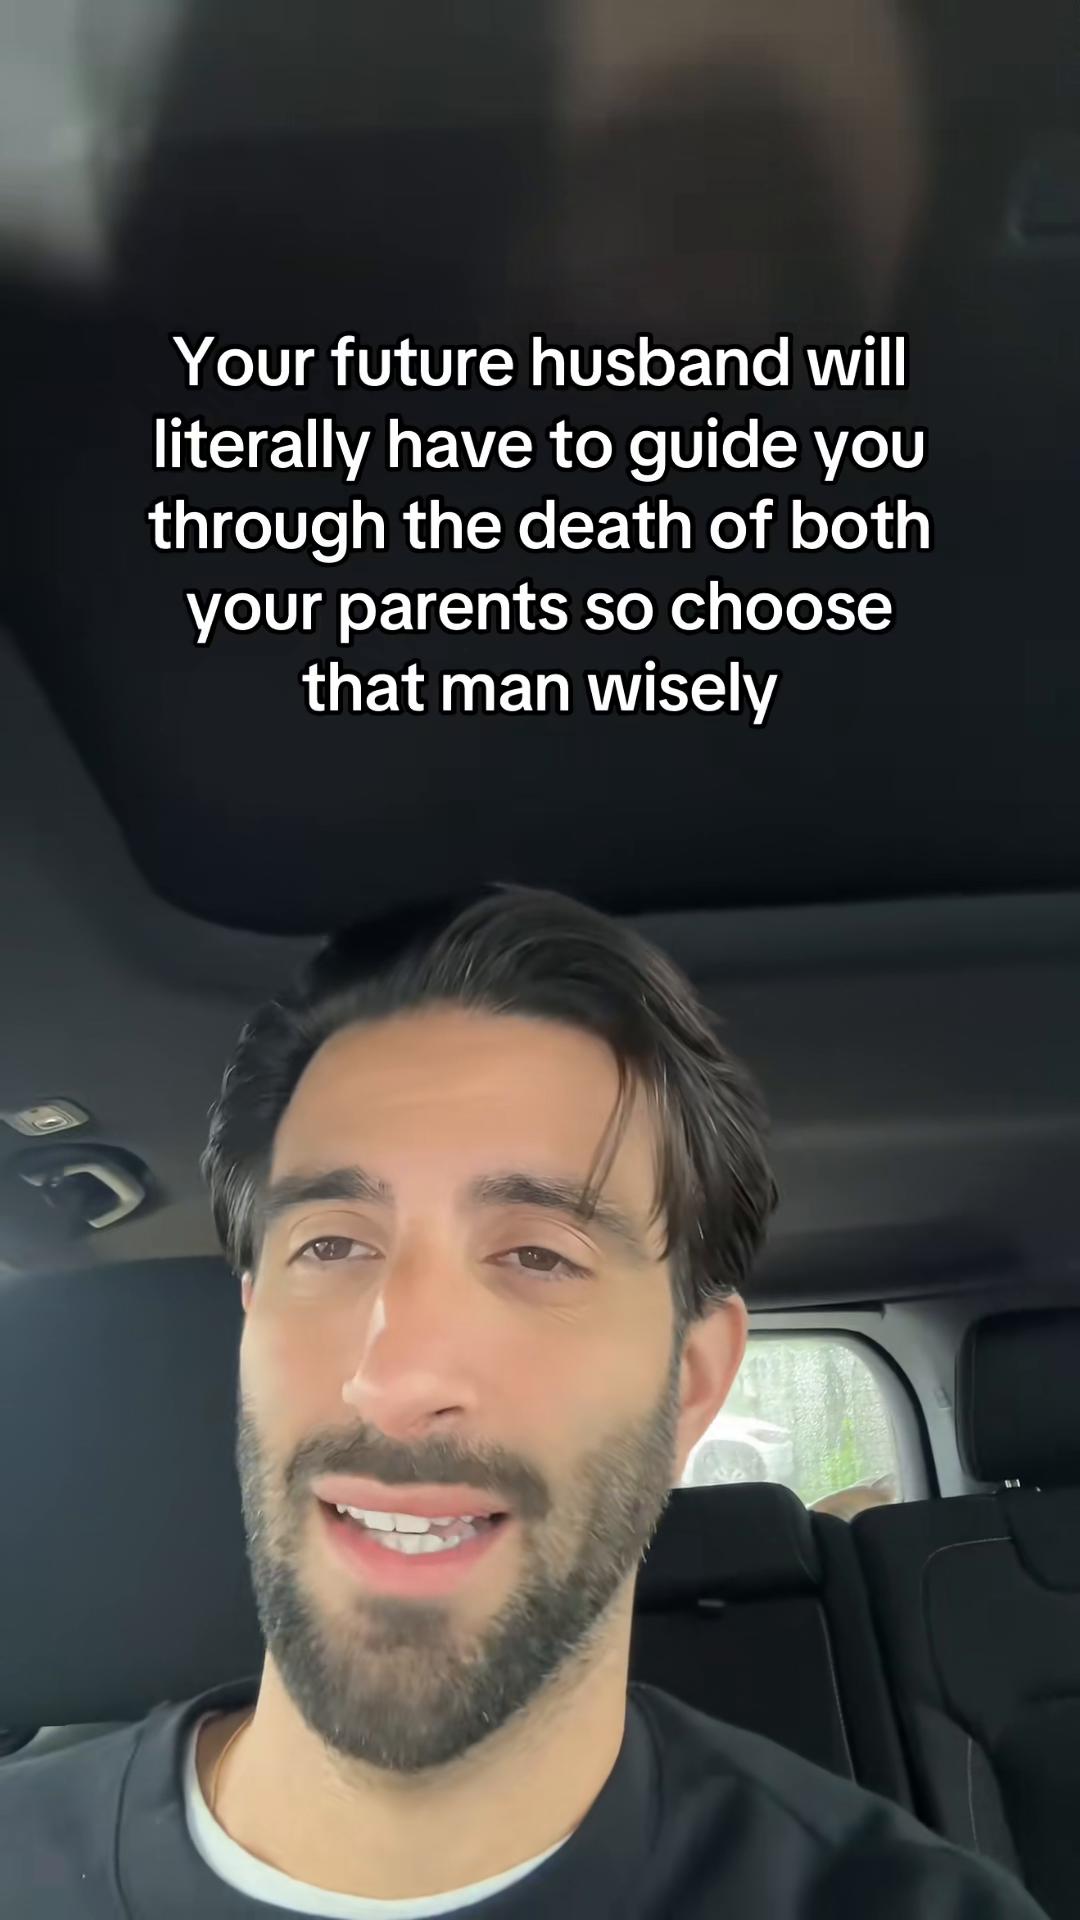 Your future husband will
literally have to guide you
through the death of both
your parents so choose
that man wisely